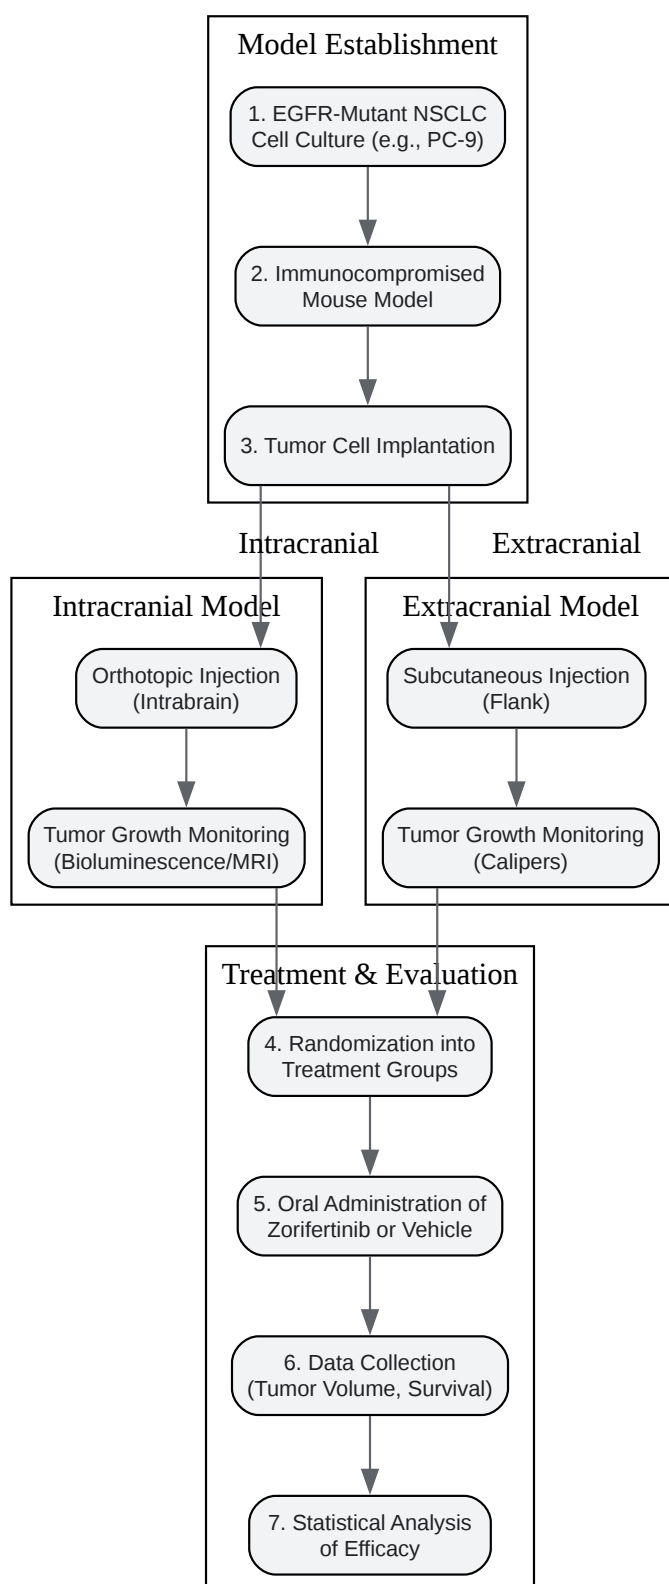 Model Establishment
1. EGFR-Mutant NSCLC
Cell Culture (e.g., PC-9)
2. Immunocompromised
Mouse Model
3. Tumor Cell Implantation
Intracranial
Extracranial
Intracranial Model
Orthotopic Injection
(Intrabrain)
Tumor Growth Monitoring
(Bioluminescence/MRI)
Extracranial Model
Subcutaneous Injection
(Flank)
Tumor Growth Monitoring
(Calipers)
Treatment & Evaluation
4. Randomization into
Treatment Groups
5. Oral Administration of
Zorifertinib or Vehicle
6. Data Collection
(Tumor Volume, Survival)
7. Statistical Analysis
of Efficacy